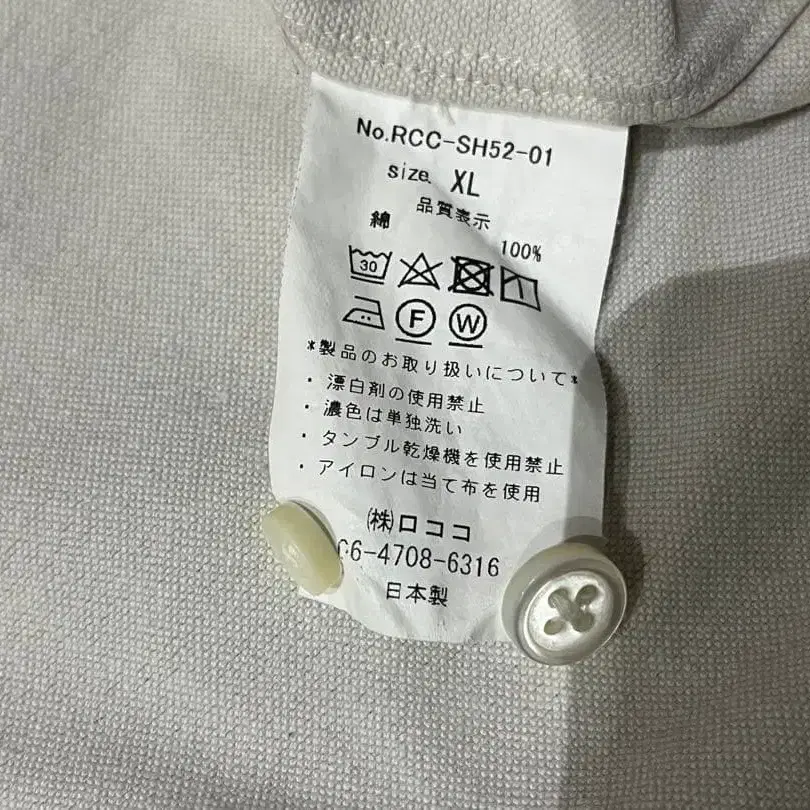 No.RCC-SH52-01
size XL
品質表示
綿 100%
30
F W
*製品のお取り扱いについて*
・漂白剤の使用禁止
・濃色は単独洗い
・タンブル乾燥機を使用禁止
・アイロンは当て布を使用
㈱ロココ
06-4708-6316
日本製